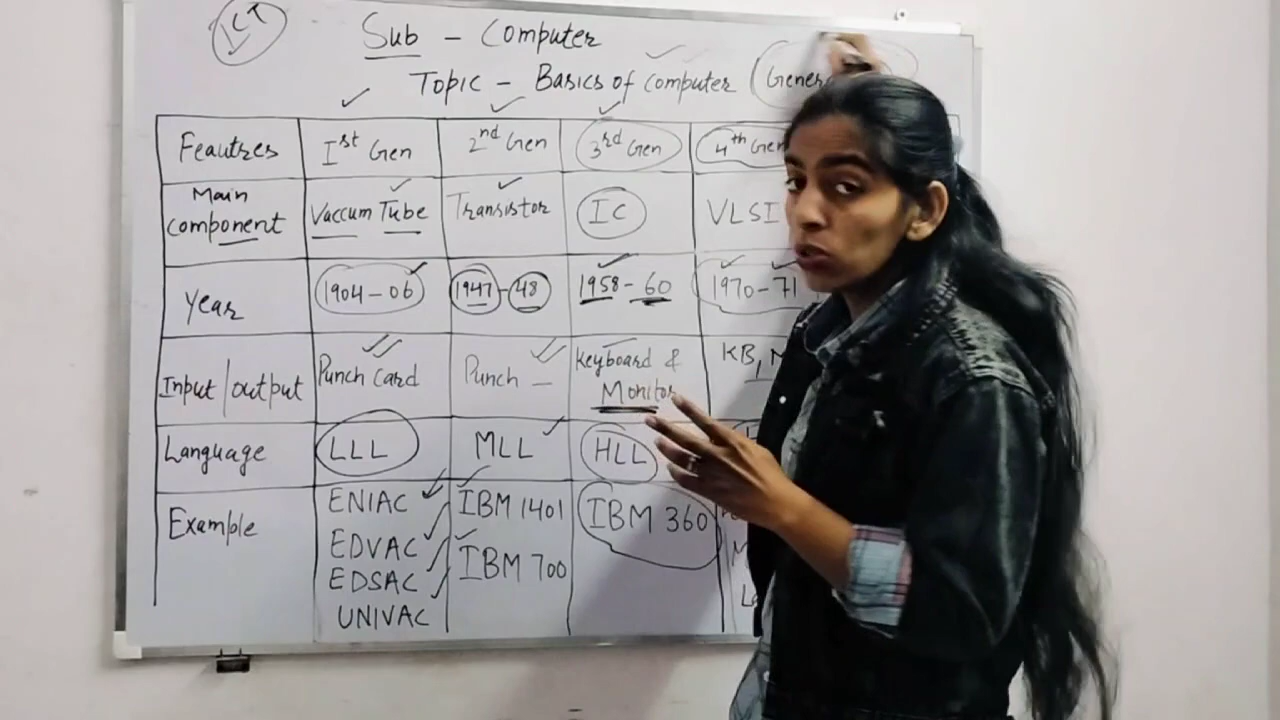 ICT
Sub - Computer
Topic - Basics of computer (Gener
Feautres Ist Gen 2nd Gen 3rd Gen 4th Gen
Main component Vaccum Tube Transistor IC VLSI
Year 1904-06 1947-48 1958-60 1970-71
Input/output Punch Card Punch - Keyboard & Monitor KB,
Language LLL MLL HLL
Example ENIAC IBM 1401 IBM 360
EDVAC IBM 700
EDSAC
UNIVAC